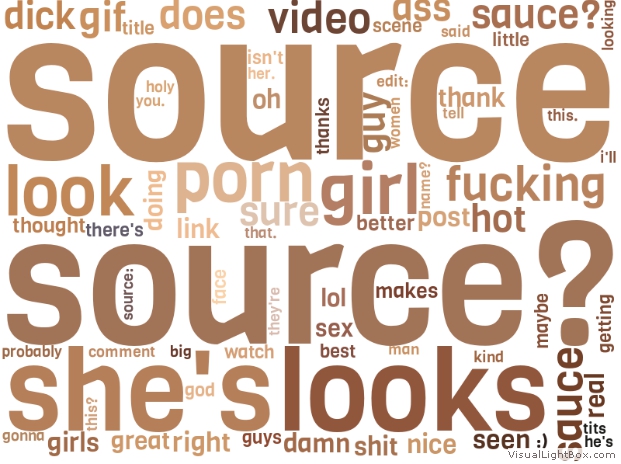 dick gif title does video scene ass said sauce? little looking
source
isn't her. holy you. oh thanks guy women edit: thank tell this. i'll
look doing porn sure girl name? fucking
thought there's link that. better post hot
source?
source: face they're lol sex makes maybe getting
probably comment big watch best man kind
she's looks
this? god sauce real
gonna girls great right guys damn shit nice seen :) tits he's
VisualLightBox.com